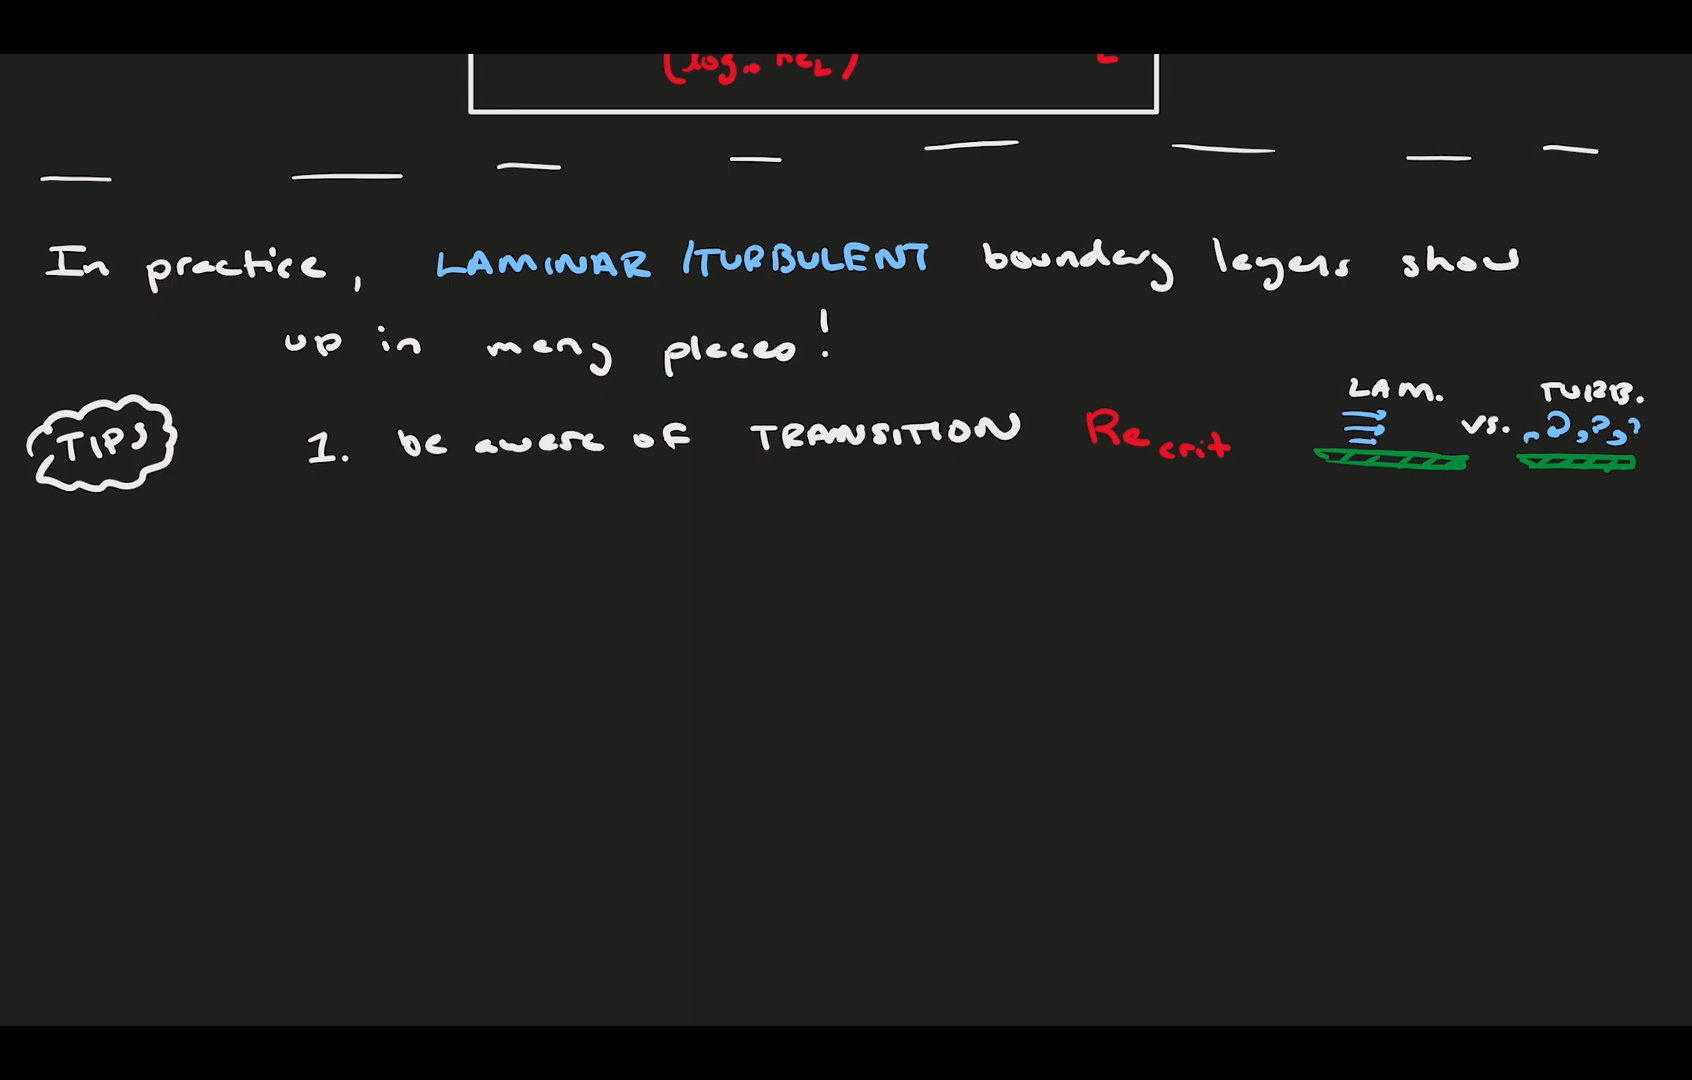 In practice, LAMINAR /TURBULENT boundary layers show
up in many places!
LAM. vs. TURB.
TIPS 1. be aware of TRANSITION Re crit